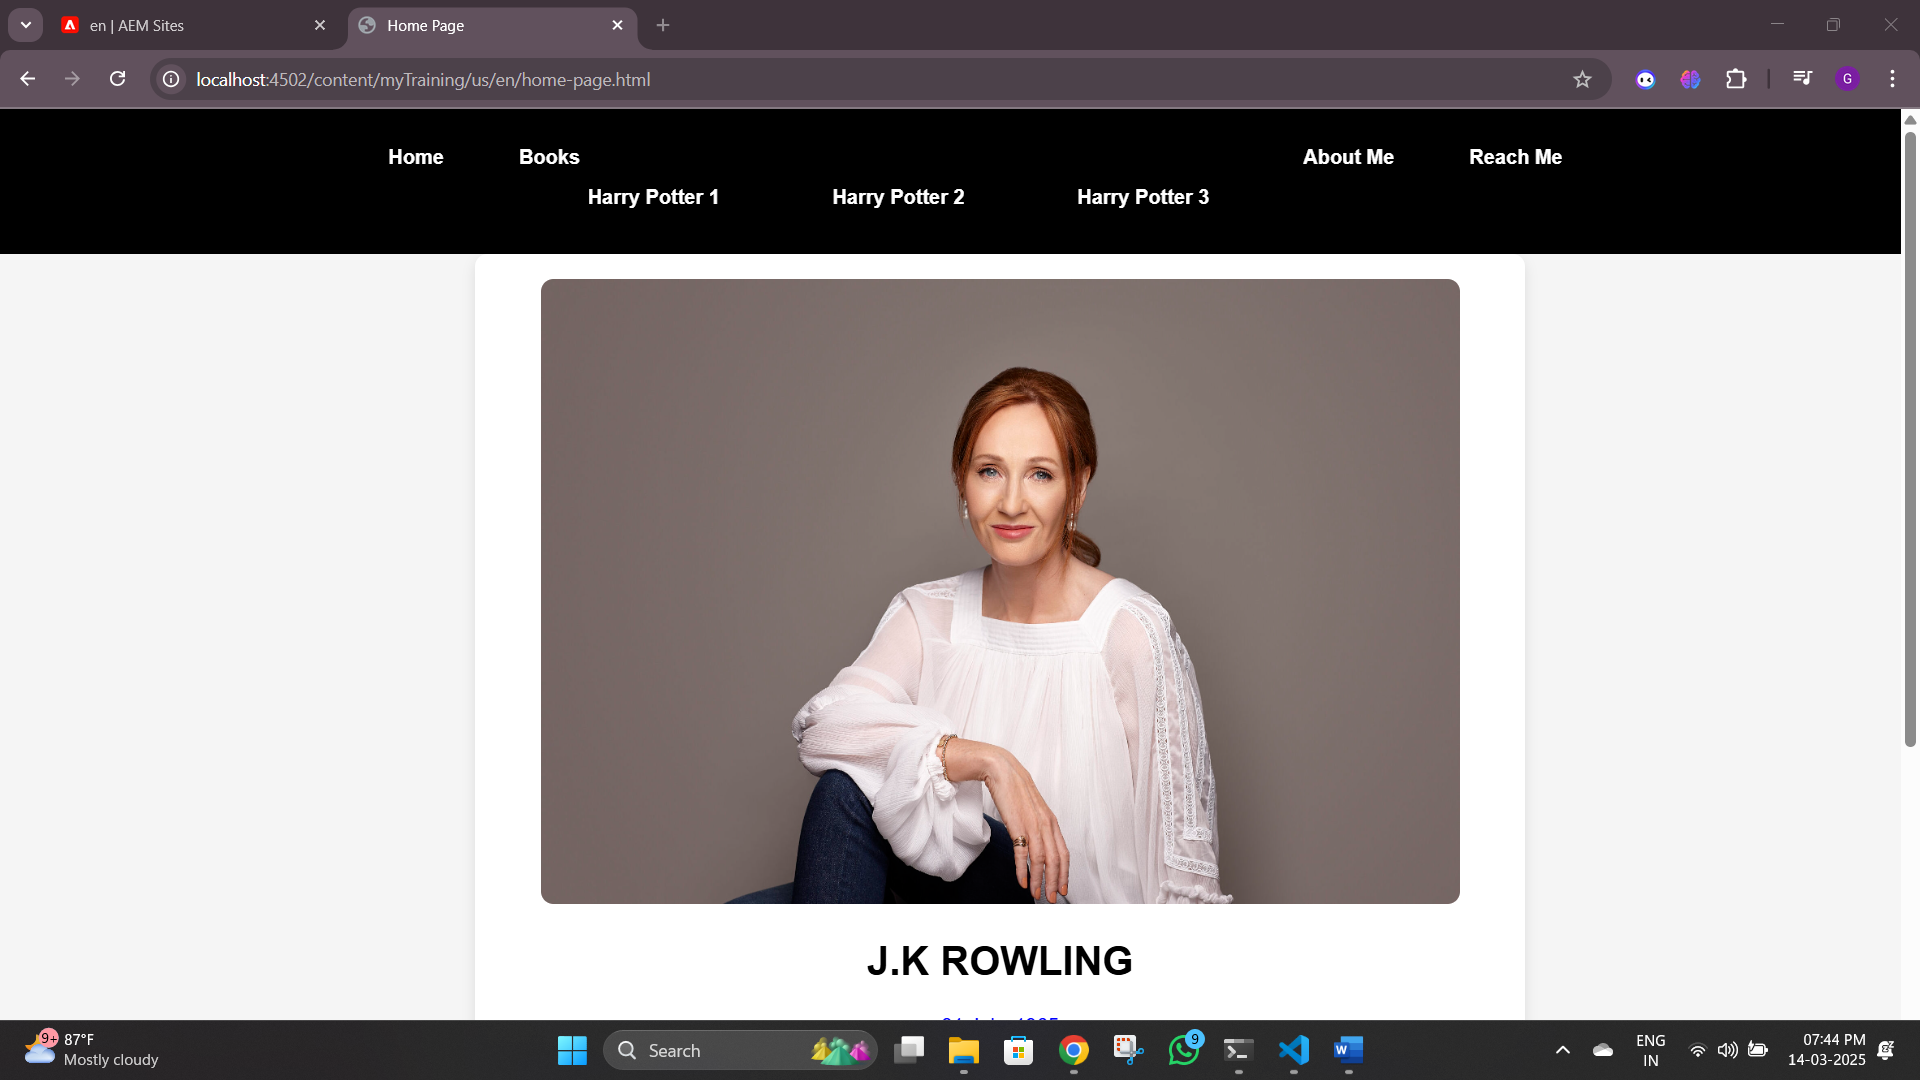 en | AEM Sites
Home Page
localhost:4502/content/myTraining/us/en/home-page.html
G
Home Books About Me Reach Me
Harry Potter 1 Harry Potter 2 Harry Potter 3
J.K ROWLING
9+
87°F
Mostly cloudy
Search
9
W
ENG
IN
07:44 PM
14-03-2025